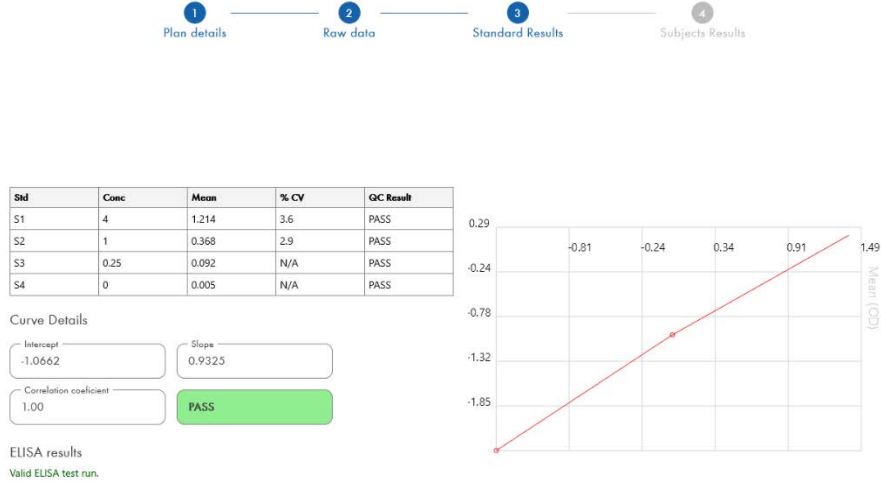 1 2 3 4
Plan details Raw data Standard Results Subjects Results
Std Conc Mean % CV QC Result
S1 4 1.214 3.6 PASS
S2 1 0.368 2.9 PASS
S3 0.25 0.092 N/A PASS
S4 0 0.005 N/A PASS
Curve Details
Intercept Slope
-1.0662 0.9325
Correlation coeficient
1.00 PASS
ELISA results
Valid ELISA test run.
0.29
-0.81 -0.24 0.34 0.91 1.49
-0.24
-0.78
-1.32
-1.85
Mean (OD)